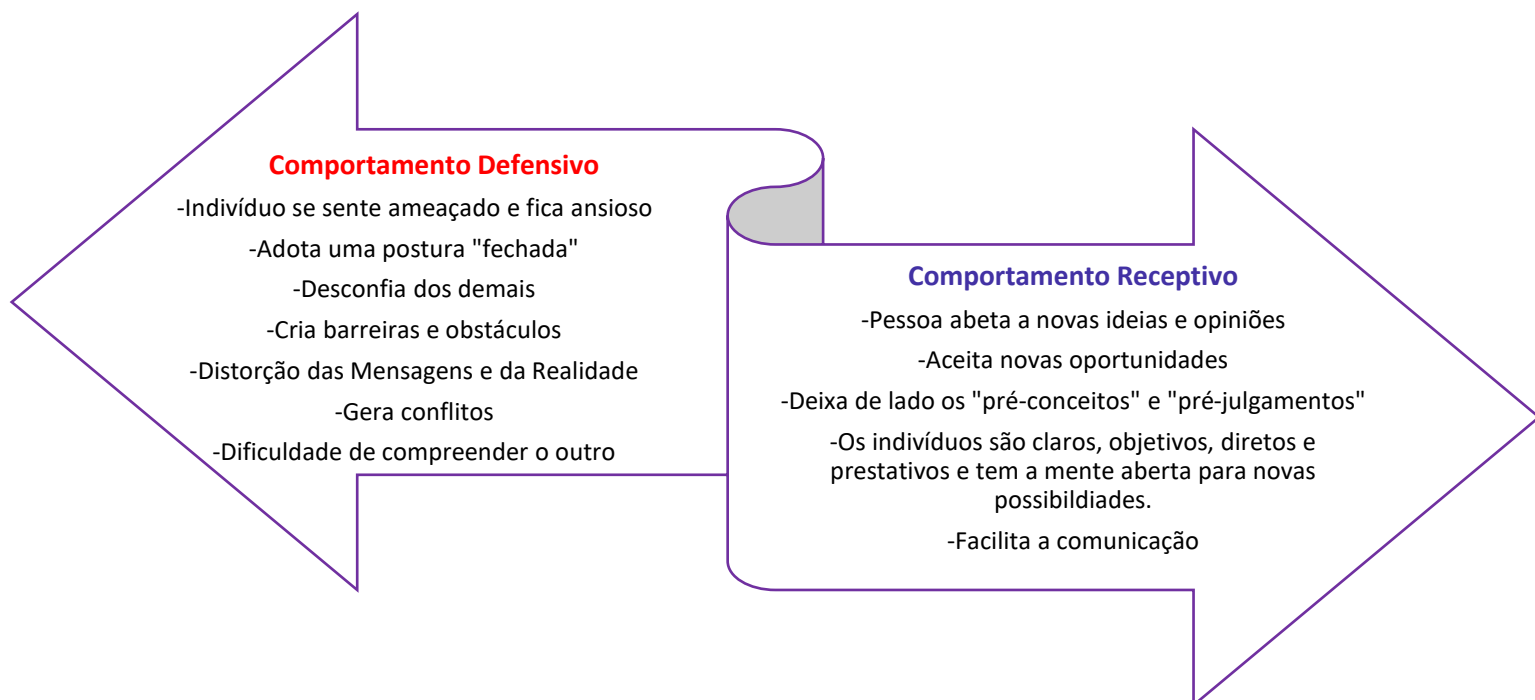 Comportamento Defensivo
-Indivíduo se sente ameaçado e fica ansioso
-Adota uma postura "fechada"
-Desconfia dos demais
-Cria barreiras e obstáculos
-Distorção das Mensagens e da Realidade
-Gera conflitos
-Dificuldade de compreender o outro
Comportamento Receptivo
-Pessoa abeta a novas ideias e opiniões
-Aceita novas oportunidades
-Deixa de lado os "pré-conceitos" e "pré-julgamentos"
-Os indivíduos são claros, objetivos, diretos e
prestativos e tem a mente aberta para novas
possibildiades.
-Facilita a comunicação